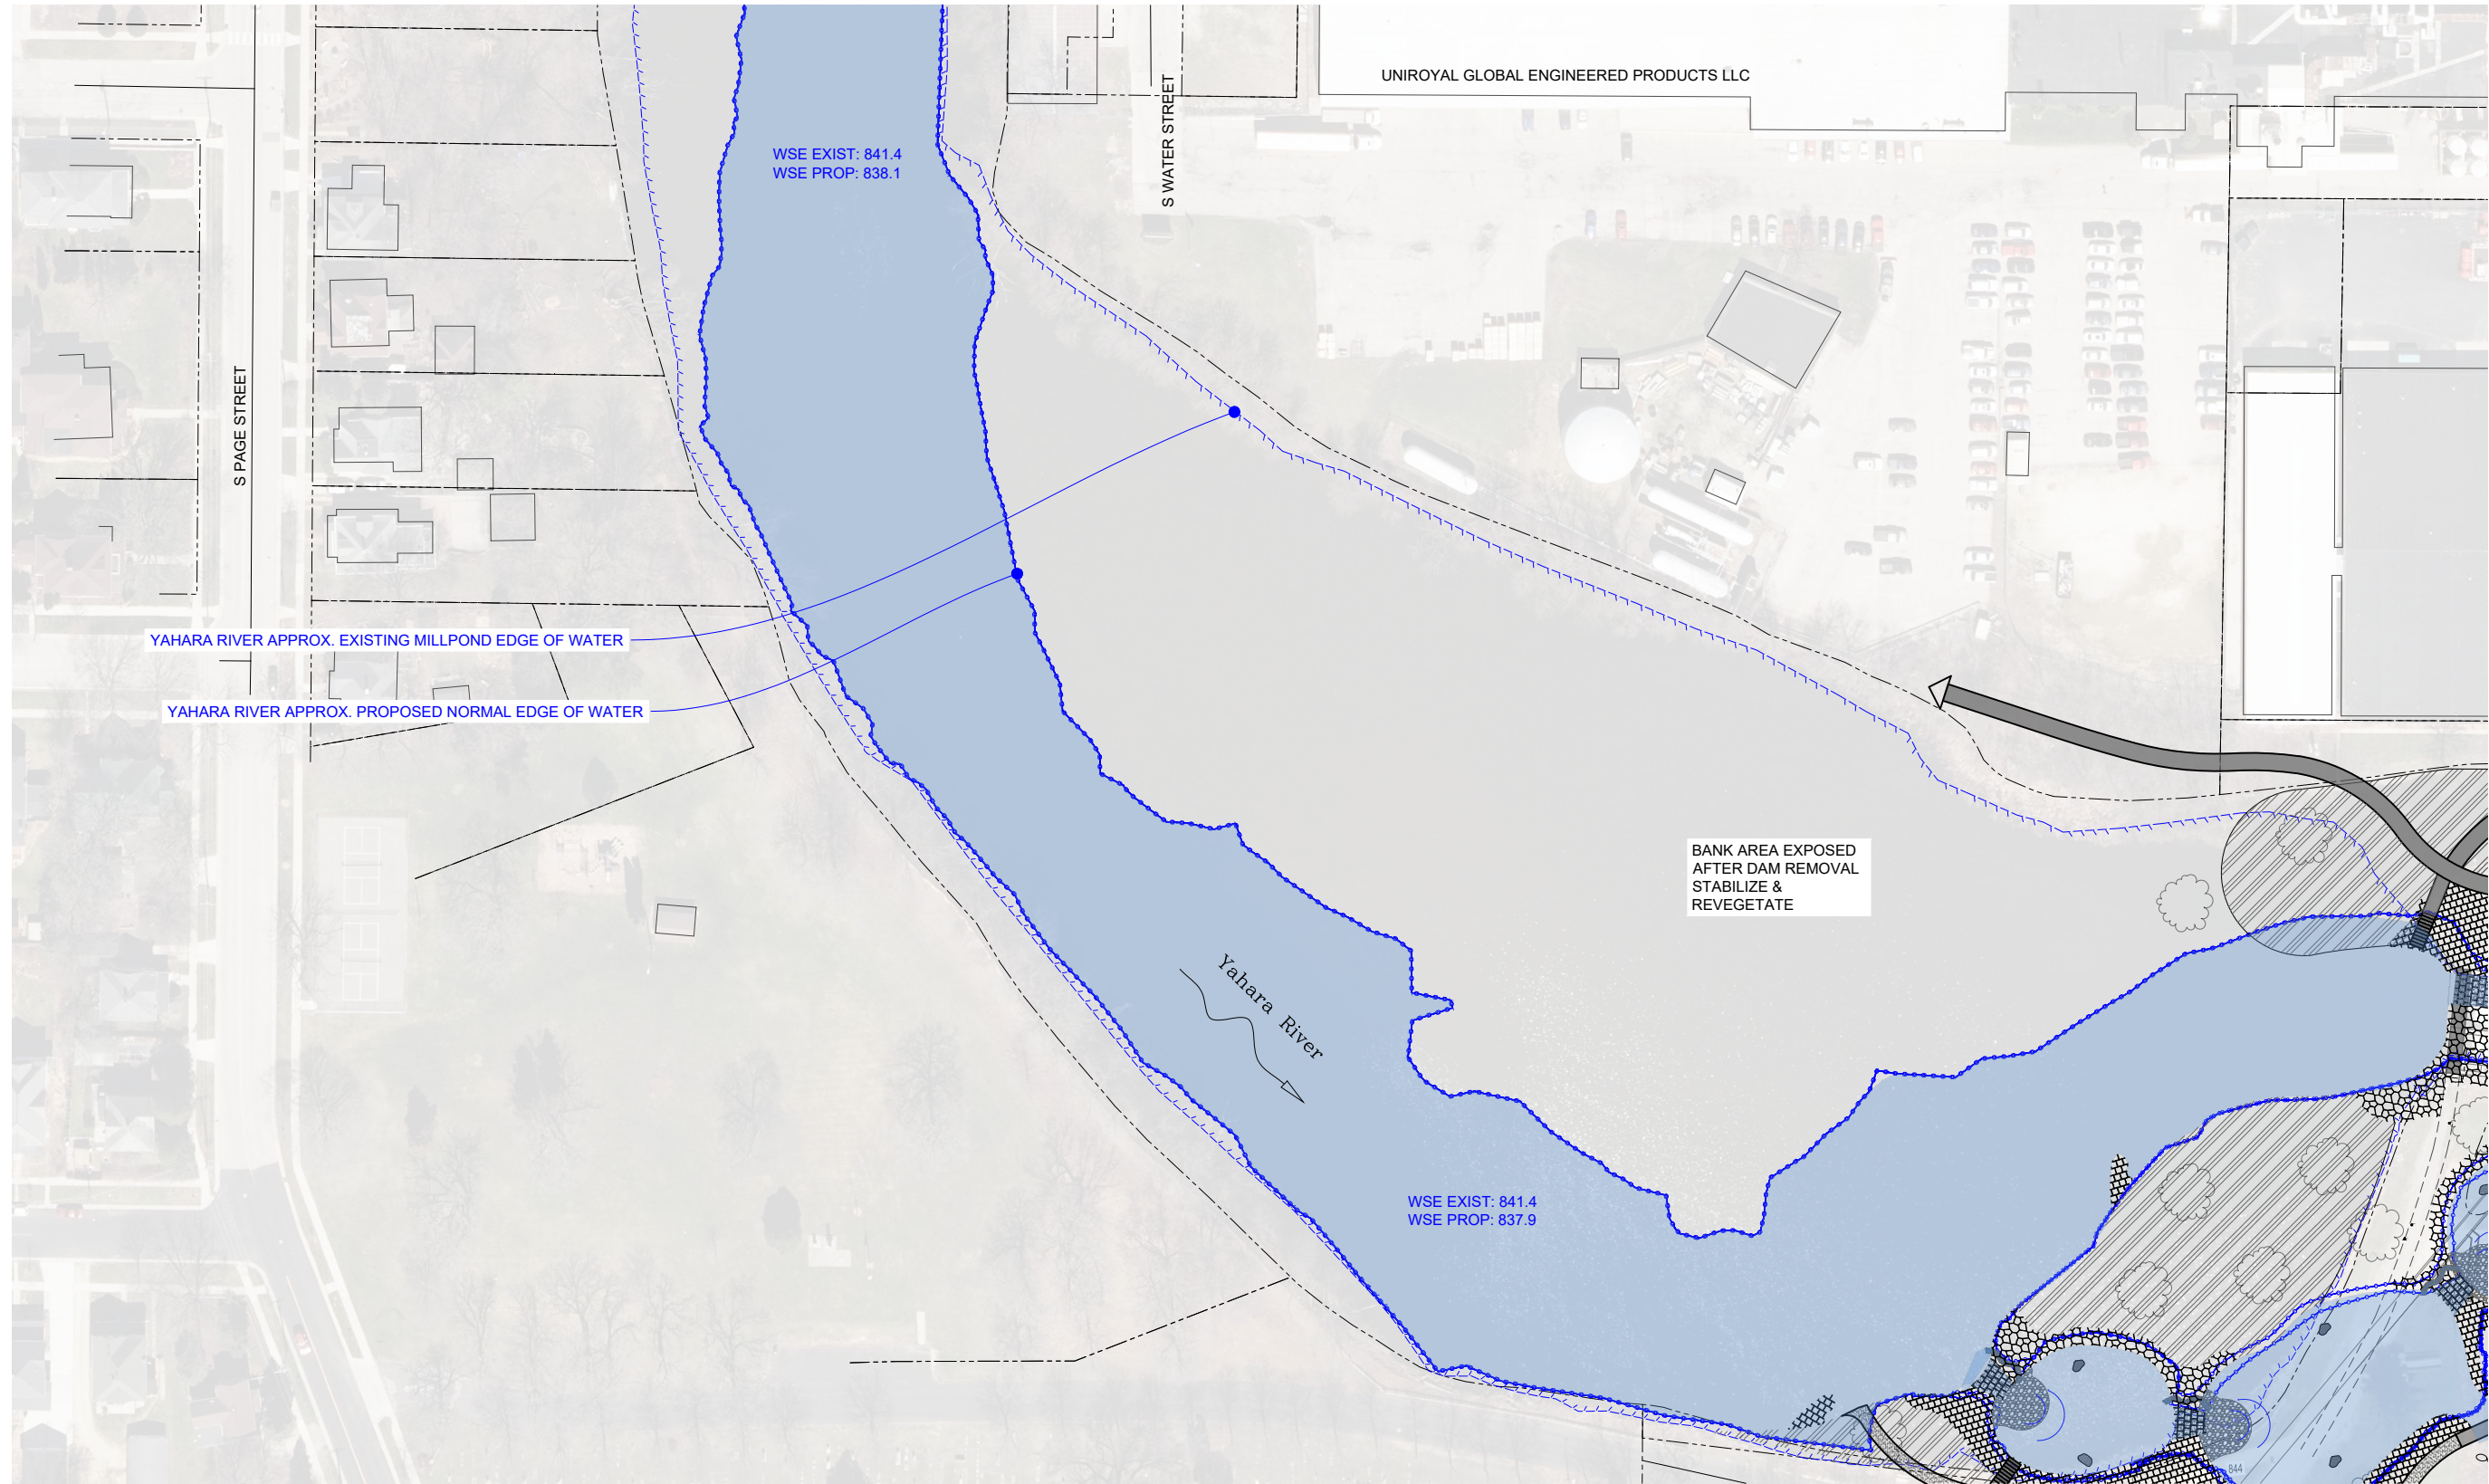 UNIROYAL GLOBAL ENGINEERED PRODUCTS LLC
S WATER STREET
WSE EXIST: 841.4
WSE PROP: 838.1
S PAGE STREET
YAHARA RIVER APPROX. EXISTING MILLPOND EDGE OF WATER
YAHARA RIVER APPROX. PROPOSED NORMAL EDGE OF WATER
BANK AREA EXPOSED
AFTER DAM REMOVAL
STABILIZE &
REVEGETATE
Yahara River
WSE EXIST: 841.4
WSE PROP: 837.9
844